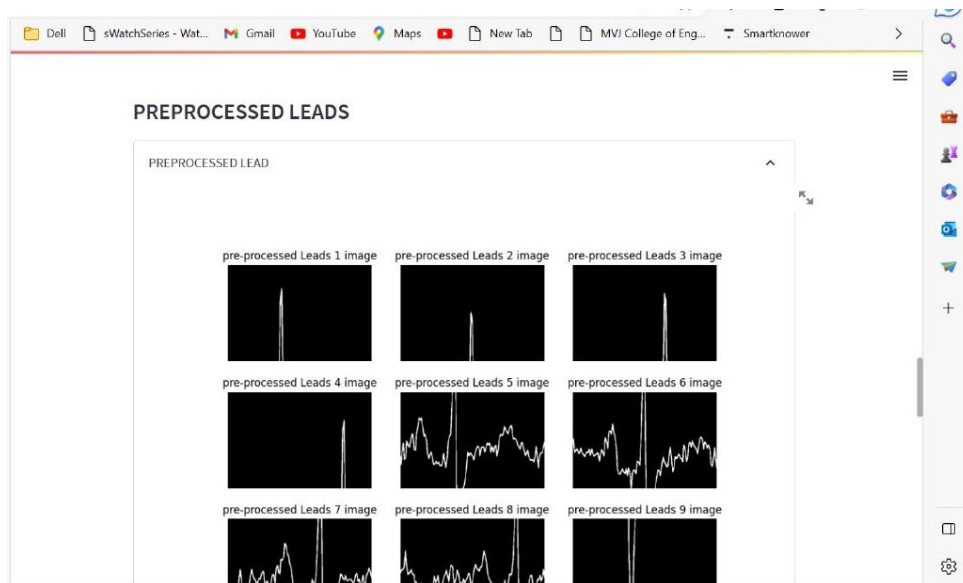 Dell sWatchSeries - Wat... Gmail YouTube Maps New Tab MVJ College of Eng... Smartknower
PREPROCESSED LEADS
PREPROCESSED LEAD
pre-processed Leads 1 image pre-processed Leads 2 image pre-processed Leads 3 image
pre-processed Leads 4 image pre-processed Leads 5 image pre-processed Leads 6 image
pre-processed Leads 7 image pre-processed Leads 8 image pre-processed Leads 9 image